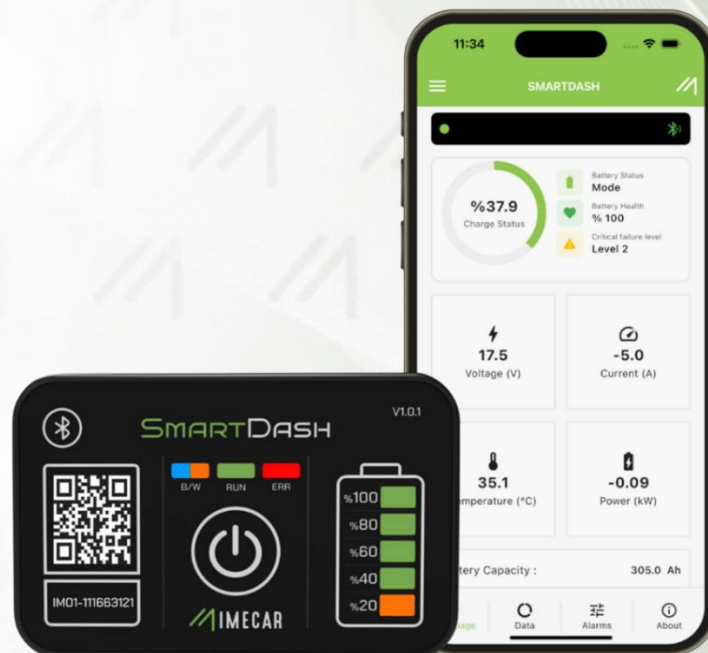 11:34
SMARTDASH
%37.9
Charge Status
Battery Status
Mode
Battery Health
% 100
Critical failure level
Level 2
17.5
Voltage (V)
-5.0
Current (A)
35.1
emperature (°C)
-0.09
Power (kW)
ttery Capacity :
305.0 Ah
page
Data
Alarms
About
V1.0.1
SMARTDASH
B/W
RUN
ERR
%100
%80
%60
%40
%20
IM01-111663121
MIMECAR